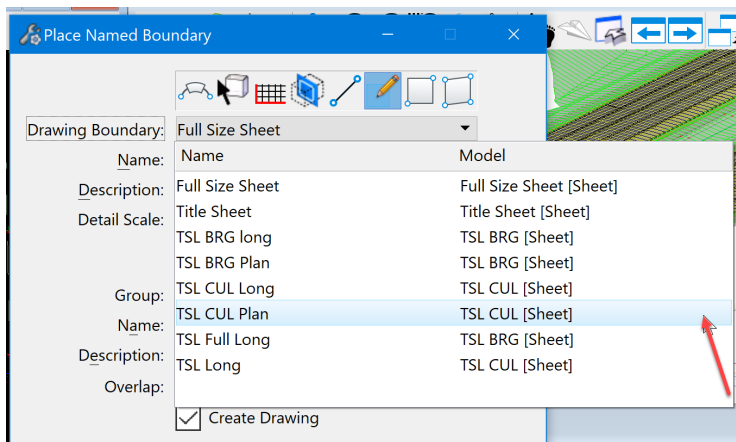 Place Named Boundary
Drawing Boundary: Full Size Sheet
Name:
Description:
Detail Scale:
Group:
Name:
Description:
Overlap:
Name Model
Full Size Sheet Full Size Sheet [Sheet]
Title Sheet Title Sheet [Sheet]
TSL BRG long TSL BRG [Sheet]
TSL BRG Plan TSL BRG [Sheet]
TSL CUL Long TSL CUL [Sheet]
TSL CUL Plan TSL CUL [Sheet]
TSL Full Long TSL BRG [Sheet]
TSL Long TSL CUL [Sheet]
Create Drawing